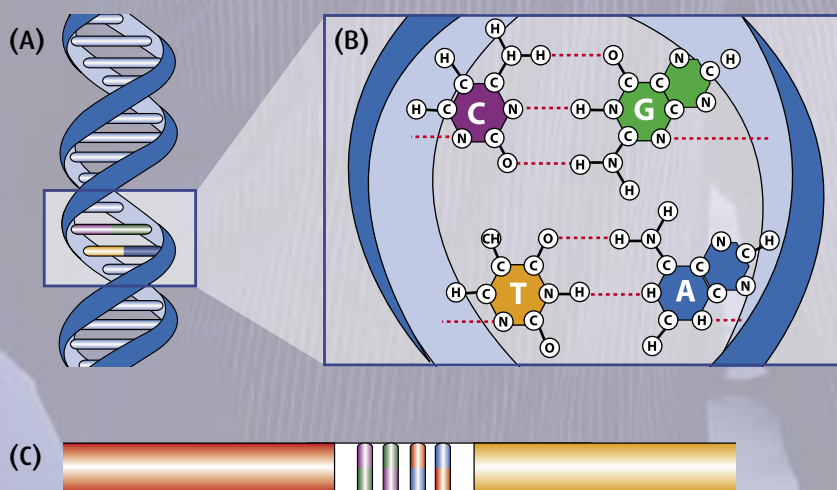 (A)
(B)
H
H H H O N C H
C C C C
H C C N H N G C N
N C C N
O H N
H
H
CH O H N N C H
C C C C
H C T N H H A C N
N C C H
O H
(C)